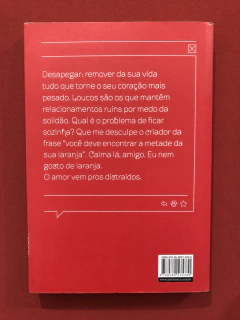 Desapegar: remover da sua vida
tudo que torne o seu coração mais
pesado. Loucos são os que mantêm
relacionamentos ruins por medo da
solidão. Qual é o problema de ficar
sozinha? Que me desculpe o criador da
frase "você deve encontrar a metade da
sua laranja". Calma lá, amigo. Eu nem
gosto de laranja.
O amor vem pros distraídos.